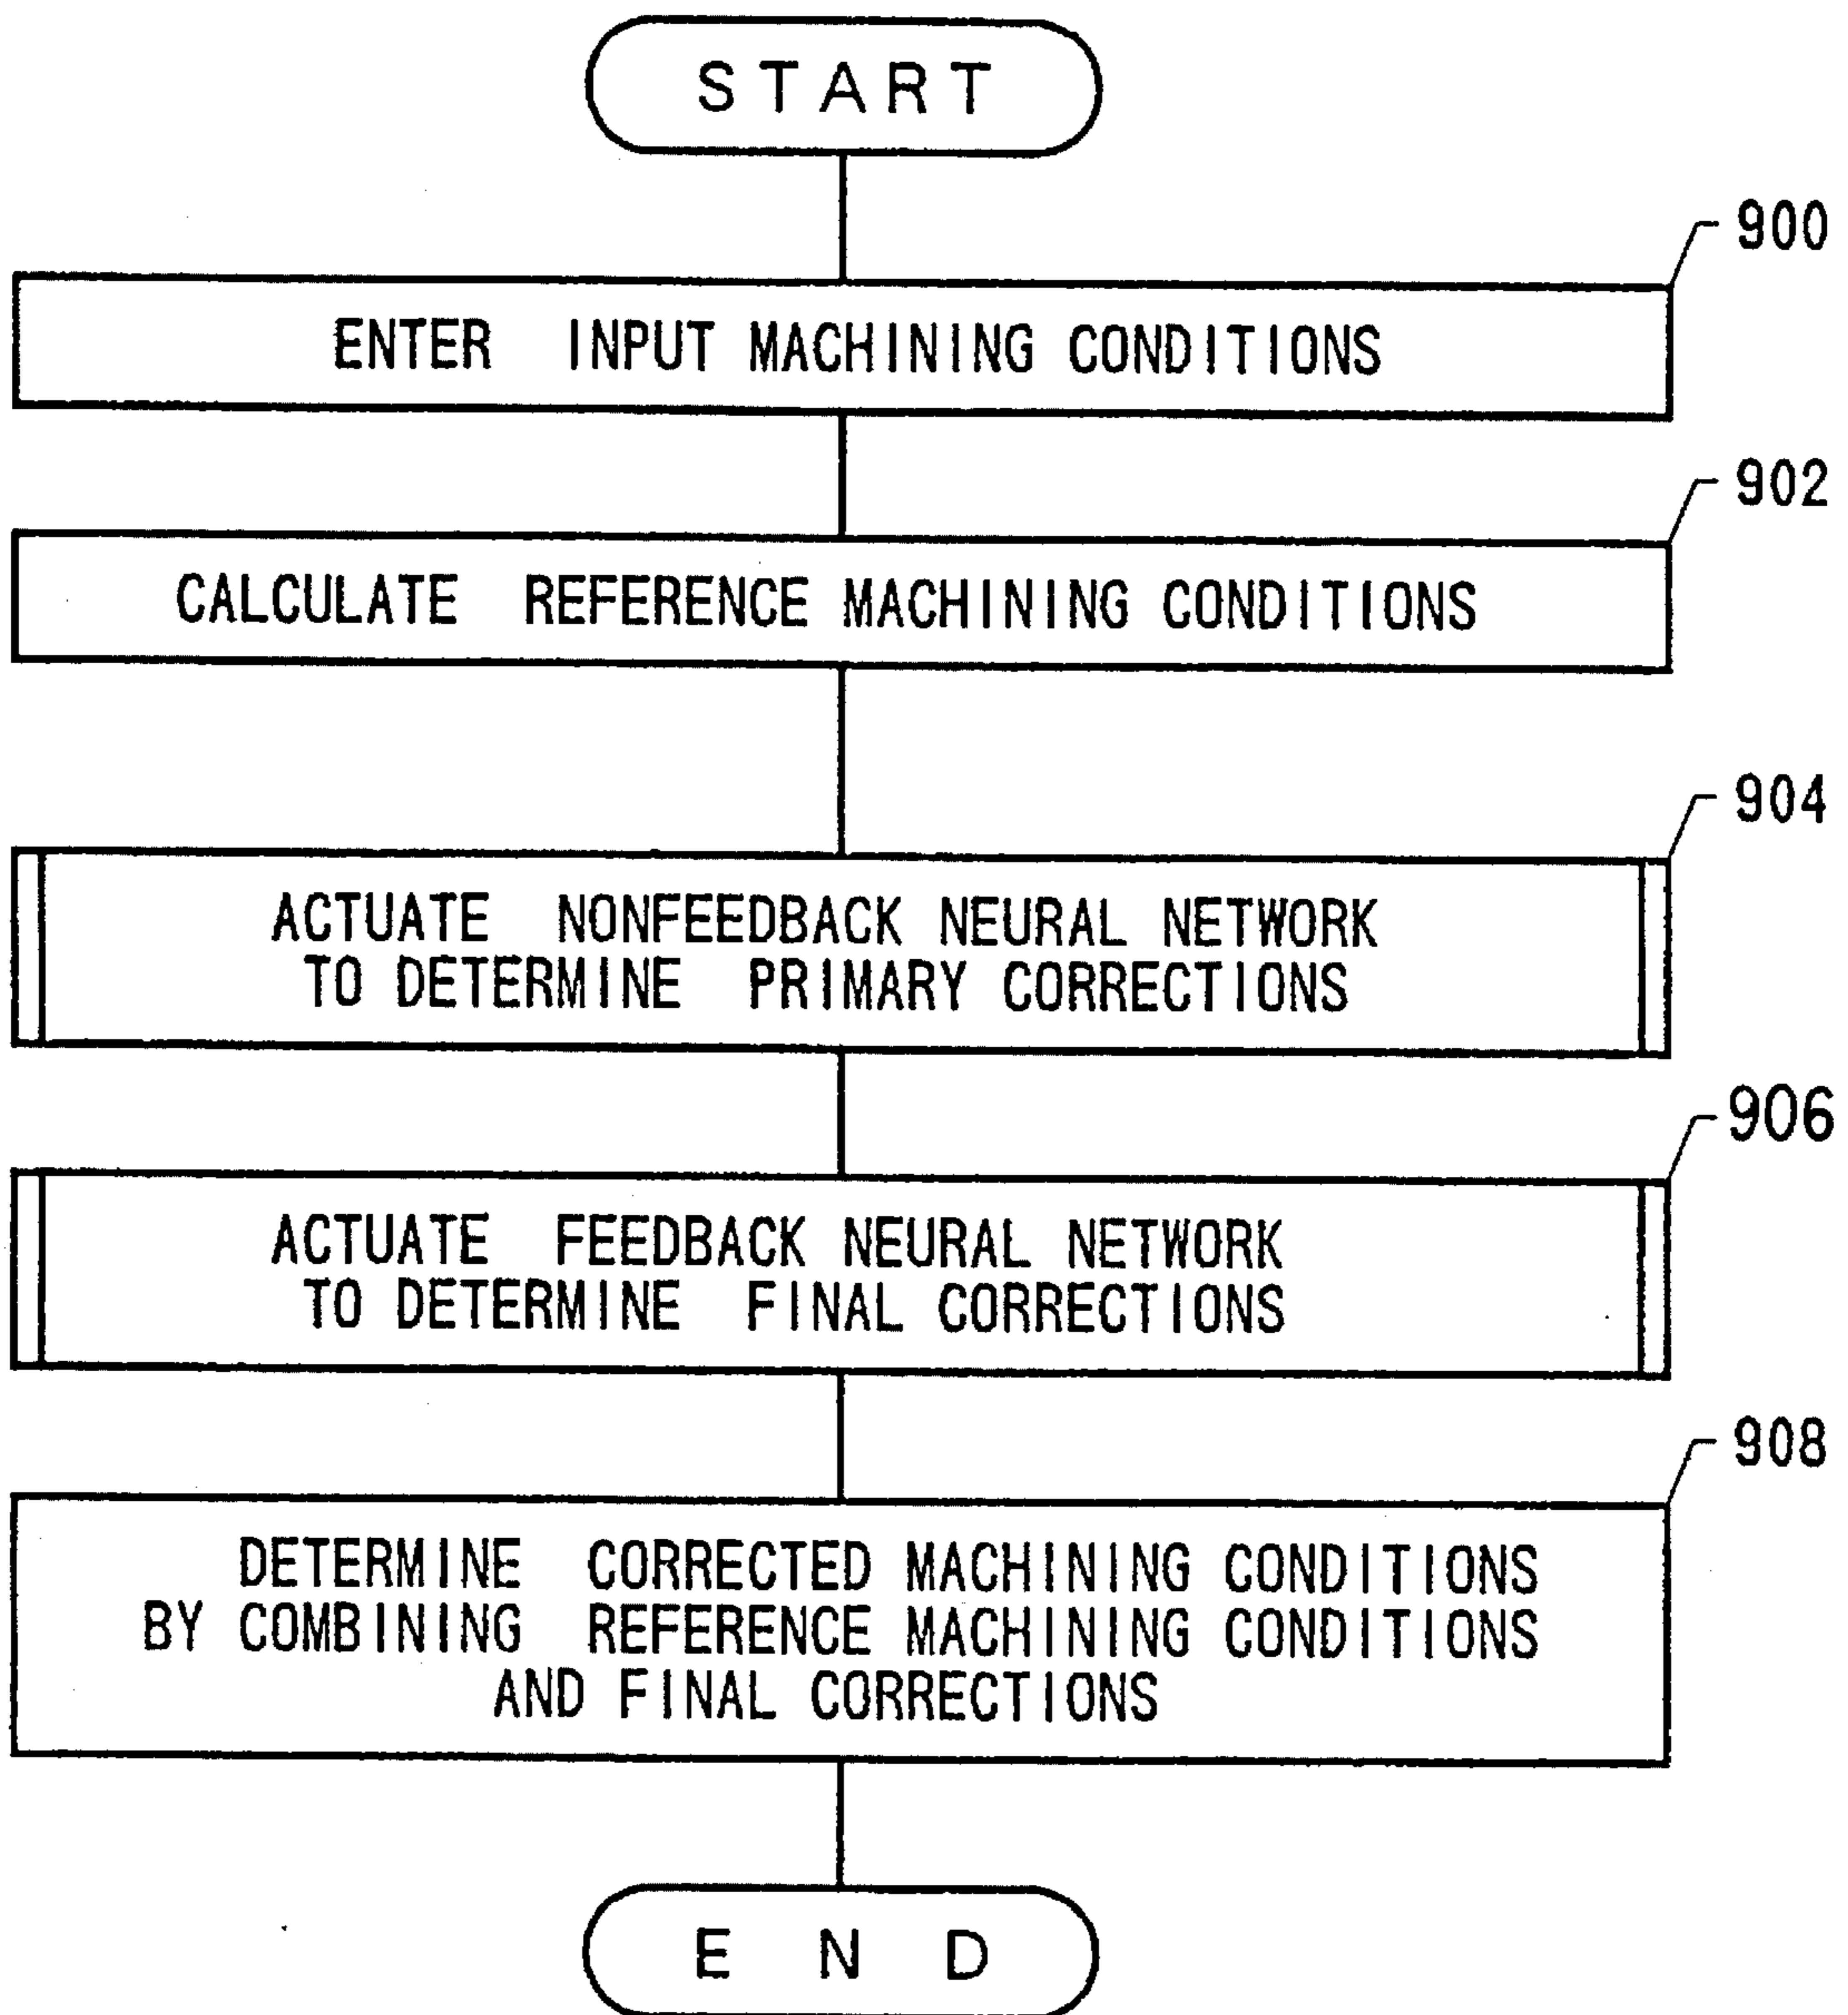 START
900
ENTER INPUT MACHINING CONDITIONS
902
CALCULATE REFERENCE MACHINING CONDITIONS
904
ACTUATE NONFEEDBACK NEURAL NETWORK
TO DETERMINE PRIMARY CORRECTIONS
906
ACTUATE FEEDBACK NEURAL NETWORK
TO DETERMINE FINAL CORRECTIONS
908
DETERMINE CORRECTED MACHINING CONDITIONS
BY COMBINING REFERENCE MACHINING CONDITIONS
AND FINAL CORRECTIONS
END